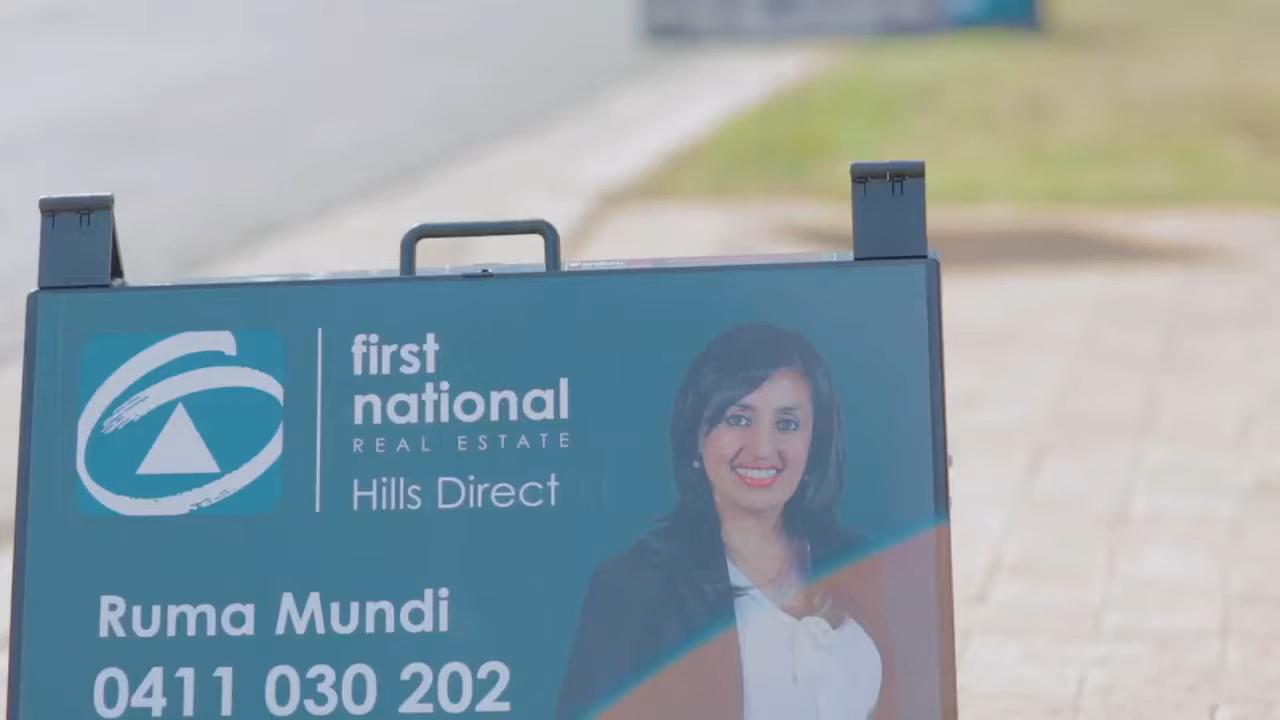 first
national
REAL ESTATE
Hills Direct
Ruma Mundi
0411 030 202